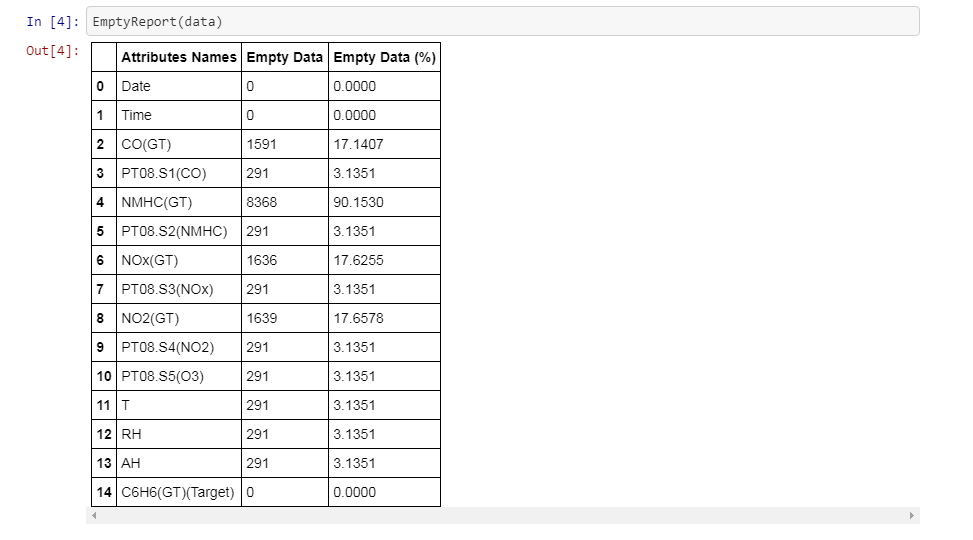 In [4]: EmptyReport(data)
Out[4]:
Attributes Names Empty Data Empty Data (%)
0 Date 0 0.0000
1 Time 0 0.0000
2 CO(GT) 1591 17.1407
3 PT08.S1(CO) 291 3.1351
4 NMHC(GT) 8368 90.1530
5 PT08.S2(NMHC) 291 3.1351
6 NOx(GT) 1636 17.6255
7 PT08.S3(NOx) 291 3.1351
8 NO2(GT) 1639 17.6578
9 PT08.S4(NO2) 291 3.1351
10 PT08.S5(O3) 291 3.1351
11 T 291 3.1351
12 RH 291 3.1351
13 AH 291 3.1351
14 C6H6(GT)(Target) 0 0.0000